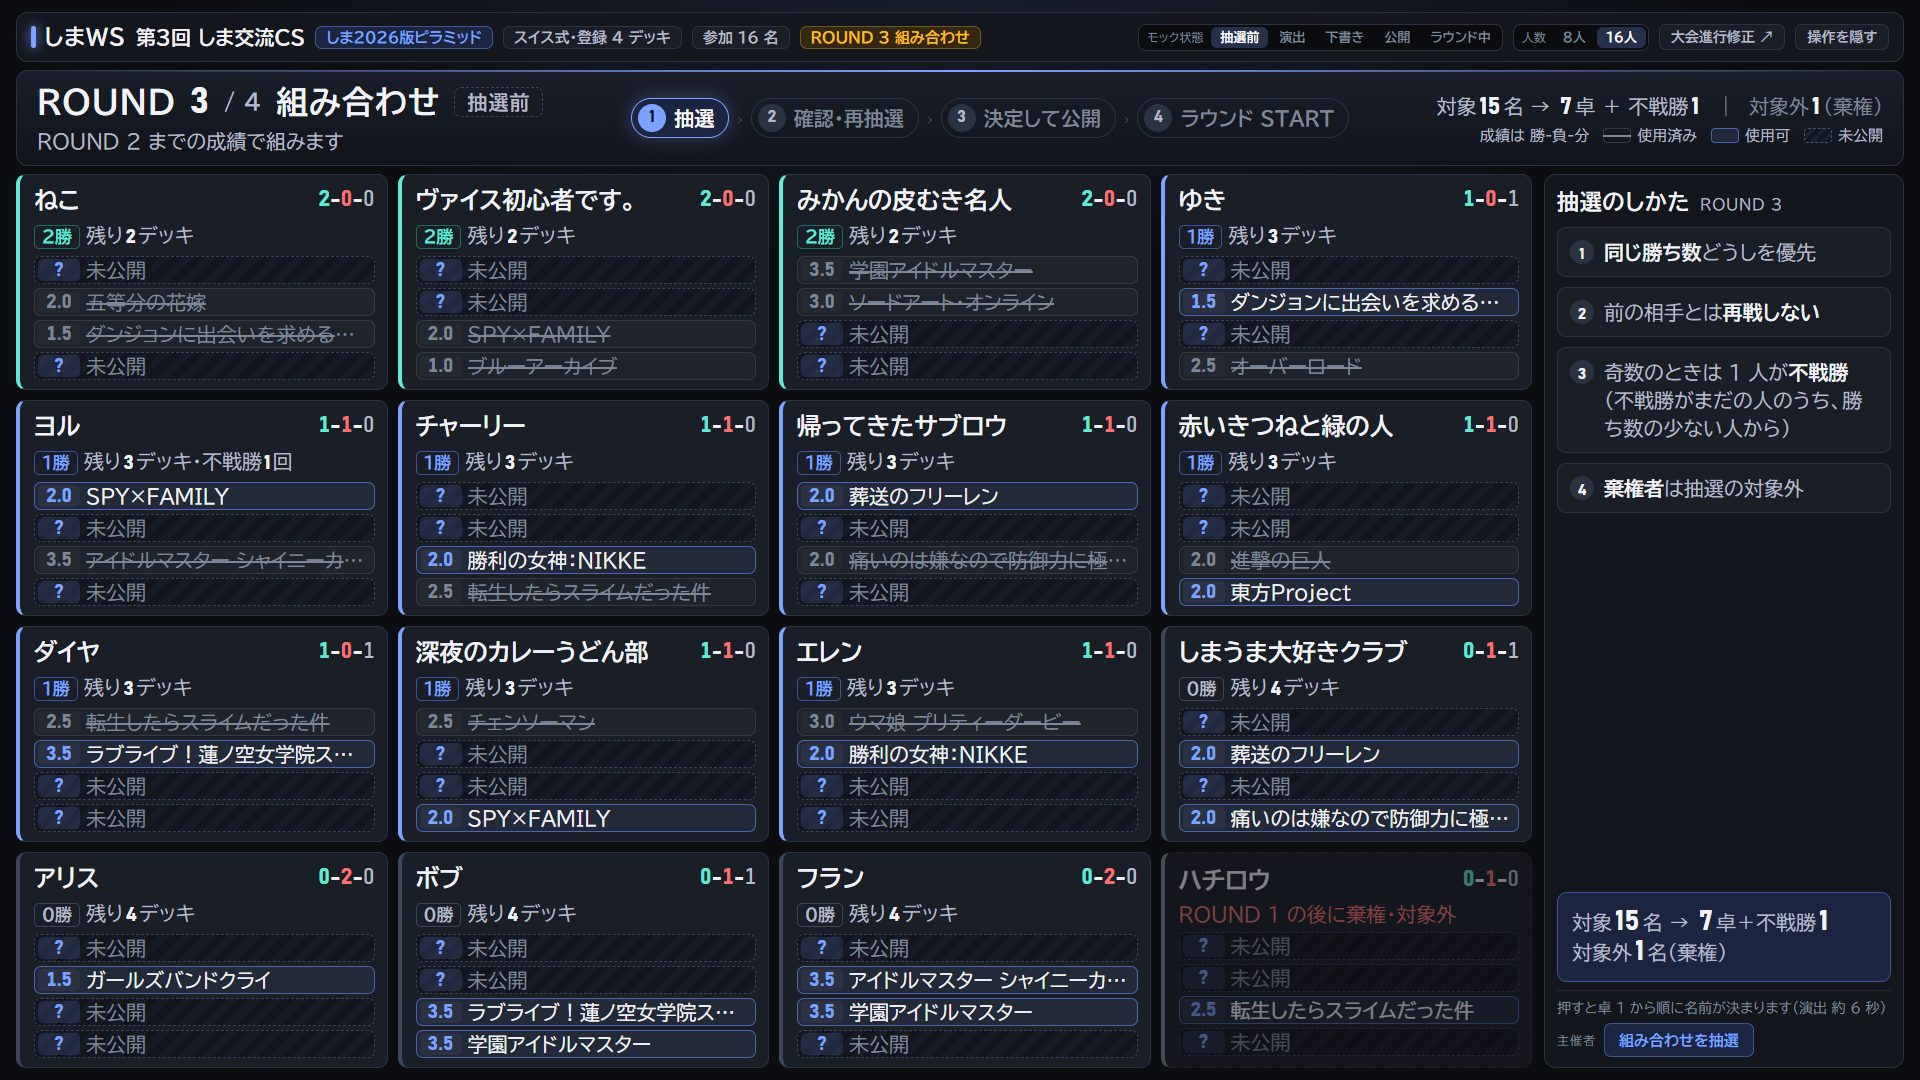 しまWS 第3回 しま交流CS しま2026版ピラミッド スイス式・登録 4 デッキ 参加 16 名 ROUND 3 組み合わせ モック状態 抽選前 演出 下書き 公開 ラウンド中 人数 8人 16人 大会進行修正 ↗ 操作を隠す
ROUND 3 / 4 組み合わせ 抽選前
ROUND 2 までの成績で組みます
1 抽選 › 2 確認・再抽選 › 3 決定して公開 › 4 ラウンド START
対象15名 → 7卓 + 不戦勝1 | 対象外1(棄権)
成績は 勝-負-分 使用済み 使用可 未公開
ねこ 2-0-0
2勝 残り2デッキ
? 未公開
2.0 五等分の花嫁
1.5 ダンジョンに出会いを求める…
? 未公開
ヴァイス初心者です。 2-0-0
2勝 残り2デッキ
? 未公開
? 未公開
2.0 SPY×FAMILY
1.0 ブルーアーカイブ
みかんの皮むき名人 2-0-0
2勝 残り2デッキ
3.5 学園アイドルマスター
3.0 ソードアート・オンライン
? 未公開
? 未公開
ゆき 1-0-1
1勝 残り3デッキ
? 未公開
1.5 ダンジョンに出会いを求める…
? 未公開
2.5 オーバーロード
ヨル 1-1-0
1勝 残り3デッキ・不戦勝1回
2.0 SPY×FAMILY
? 未公開
3.5 アイドルマスター シャイニーカ…
? 未公開
チャーリー 1-1-0
1勝 残り3デッキ
? 未公開
? 未公開
2.0 勝利の女神：NIKKE
2.5 転生したらスライムだった件
帰ってきたサブロウ 1-1-0
1勝 残り3デッキ
2.0 葬送のフリーレン
? 未公開
2.0 痛いのは嫌なので防御力に極…
? 未公開
赤いきつねと緑の人 1-1-0
1勝 残り3デッキ
? 未公開
? 未公開
2.0 進撃の巨人
2.0 東方Project
ダイヤ 1-0-1
1勝 残り3デッキ
2.5 転生したらスライムだった件
3.5 ラブライブ！蓮ノ空女学院ス…
? 未公開
? 未公開
深夜のカレーうどん部 1-1-0
1勝 残り3デッキ
2.5 チェンソーマン
? 未公開
? 未公開
2.0 SPY×FAMILY
エレン 1-1-0
1勝 残り3デッキ
3.0 ウマ娘 プリティーダービー
2.0 勝利の女神：NIKKE
? 未公開
? 未公開
しまうま大好きクラブ 0-1-1
0勝 残り4デッキ
? 未公開
2.0 葬送のフリーレン
? 未公開
2.0 痛いのは嫌なので防御力に極…
アリス 0-2-0
0勝 残り4デッキ
? 未公開
1.5 ガールズバンドクライ
? 未公開
? 未公開
ボブ 0-1-1
0勝 残り4デッキ
? 未公開
? 未公開
3.5 ラブライブ！蓮ノ空女学院ス…
3.5 学園アイドルマスター
フラン 0-2-0
0勝 残り4デッキ
? 未公開
3.5 アイドルマスター シャイニーカ…
3.5 学園アイドルマスター
? 未公開
ハチロウ 0-1-0
ROUND 1 の後に棄権・対象外
? 未公開
? 未公開
2.5 転生したらスライムだった件
? 未公開
抽選のしかた ROUND 3
1 同じ勝ち数どうしを優先
2 前の相手とは再戦しない
3 奇数のときは 1 人が不戦勝
(不戦勝がまだの人のうち、勝
ち数の少ない人から)
4 棄権者は抽選の対象外
対象15名 → 7卓+不戦勝1
対象外1名(棄権)
押すと卓 1 から順に名前が決まります(演出 約 6 秒)
主催者 組み合わせを抽選